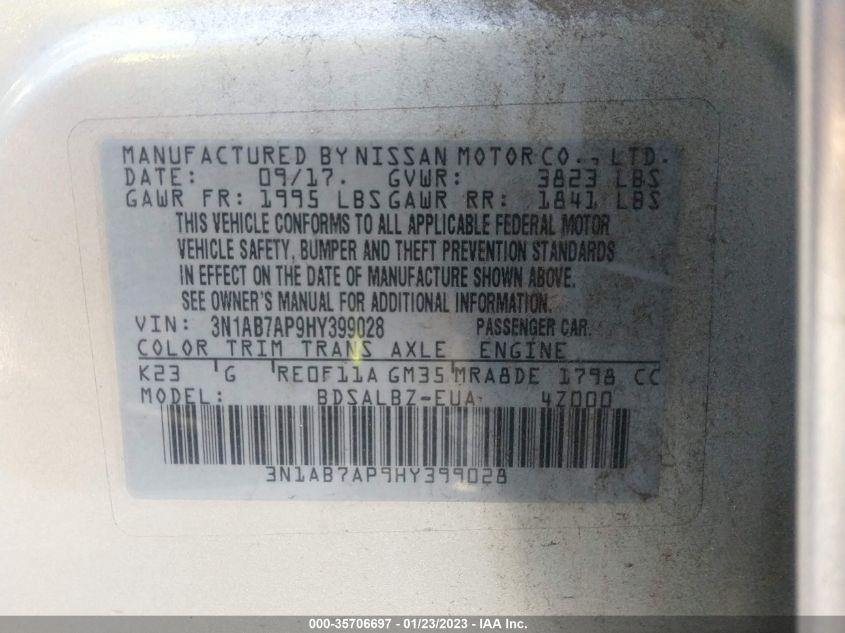 MANUFACTURED BY NISSAN MOTOR CO., LTD.
DATE: 09/17. GVWR: 3823 LBS
GAWR FR: 1995 LBS GAWR RR: 1841 LBS
THIS VEHICLE CONFORMS TO ALL APPLICABLE FEDERAL MOTOR
VEHICLE SAFETY, BUMPER AND THEFT PREVENTION STANDARDS
IN EFFECT ON THE DATE OF MANUFACTURE SHOWN ABOVE.
SEE OWNER'S MANUAL FOR ADDITIONAL INFORMATION.
VIN: 3N1AB7AP9HY399028 PASSENGER CAR.
COLOR TRIM TRANS AXLE ENGINE
K23 G RE0F11A GM35 MRA8DE 1798 CC
MODEL: BDSALBZ-EUA 4Z000
3N1AB7AP9HY399028
000-35706697 - 01/23/2023 - IAA Inc.